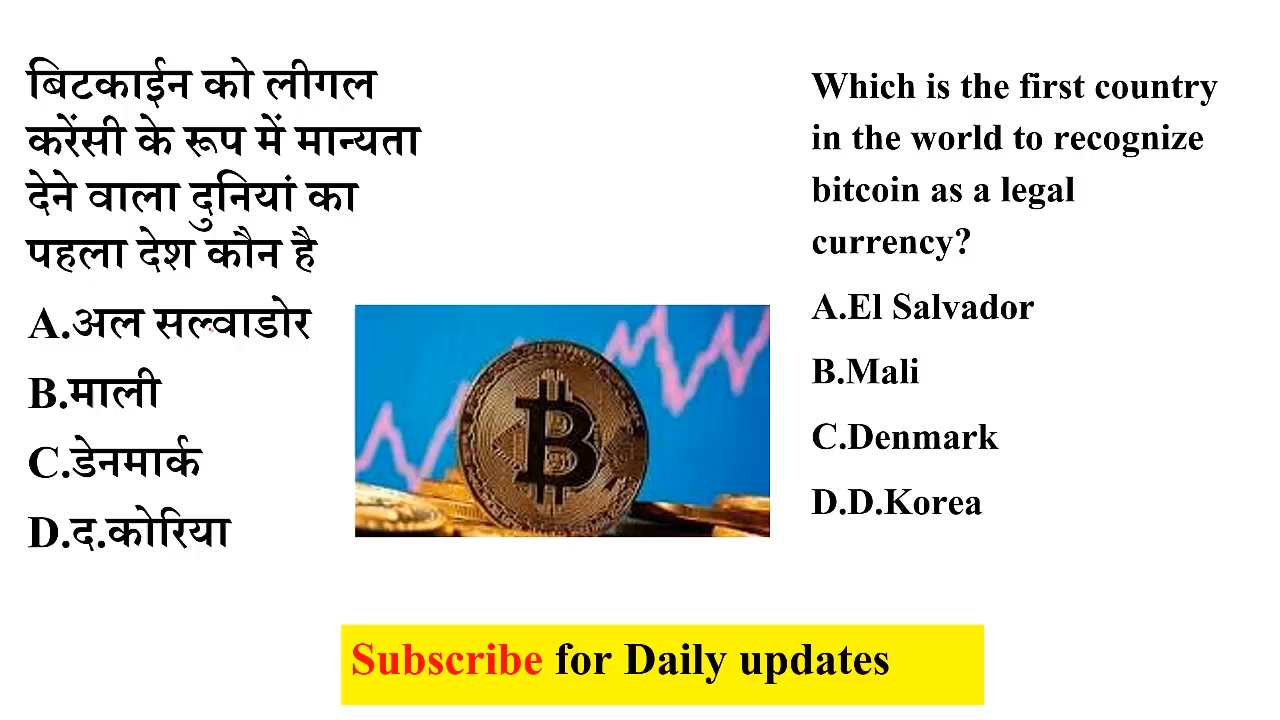 बिटकाईन को लीगल
करेंसी के रूप में मान्यता
देने वाला दुनियां का
पहला देश कौन है
A.अल सल्वाडोर
B.माली
C.डेनमार्क
D.द.कोरिया
Which is the first country
in the world to recognize
bitcoin as a legal
currency?
A.El Salvador
B.Mali
C.Denmark
D.D.Korea
Subscribe for Daily updates